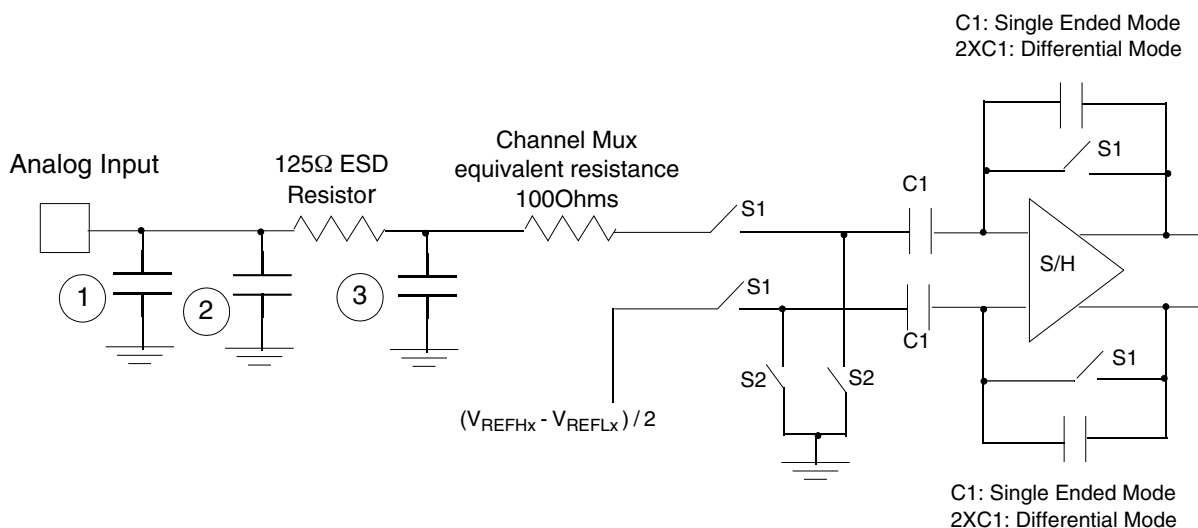 C1: Single Ended Mode
2XC1: Differential Mode
Analog Input
125Ω ESD
Resistor
Channel Mux
equivalent resistance
100Ohms
S1
C1
S1
S/H
1
2
3
S1
C1
S1
S2
S2
(VREFHx - VREFLx) / 2
C1: Single Ended Mode
2XC1: Differential Mode